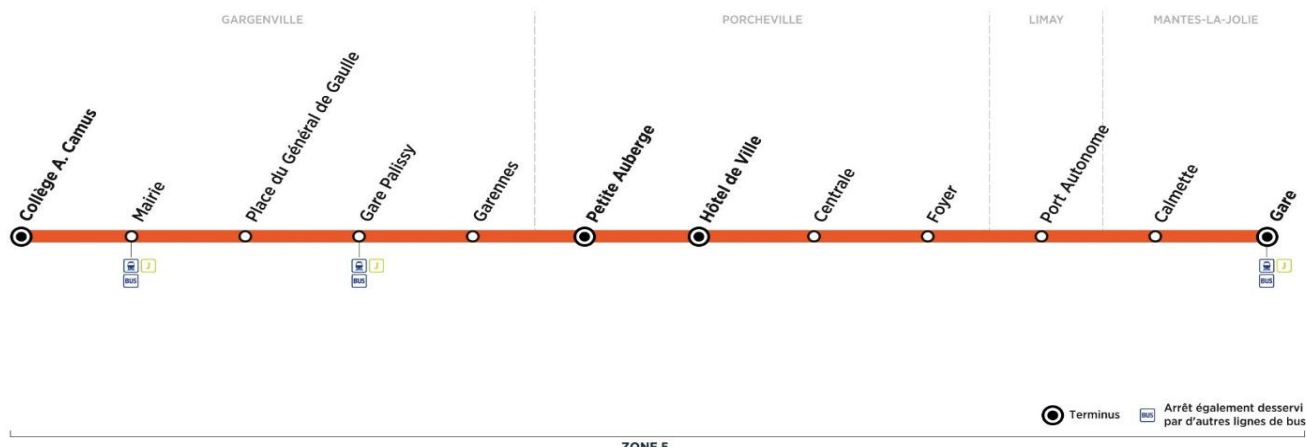 GARGENVILLE
PORCHEVILLE
LIMAY
MANTES-LA-JOLIE
Collège A. Camus
Mairie
Place du Général de Gaulle
Gare Palissy
Garennes
Petite Auberge
Hôtel de Ville
Centrale
Foyer
Port Autonome
Calmette
Gare
J
BUS
J
BUS
J
BUS
Terminus
BUS
Arrêt également desservi
par d'autres lignes de bus
ZONE 5